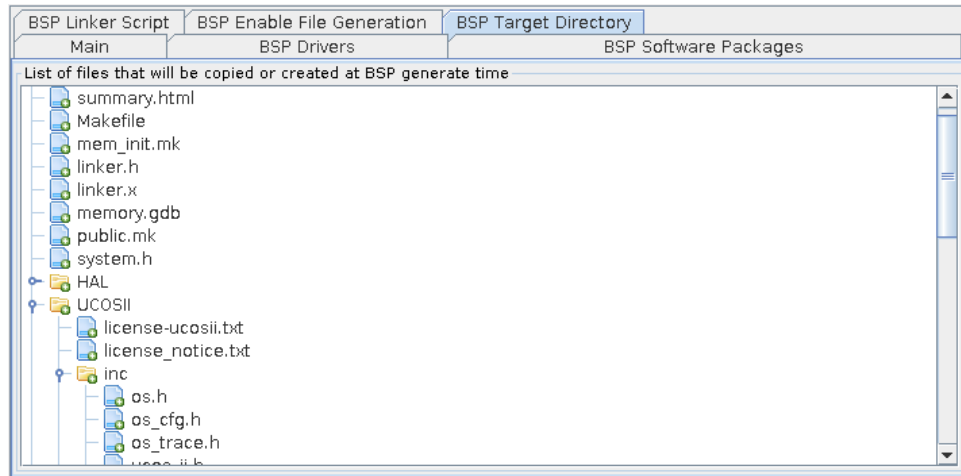 BSP Linker Script BSP Enable File Generation BSP Target Directory
Main BSP Drivers BSP Software Packages
List of files that will be copied or created at BSP generate time
summary.html
Makefile
mem_init.mk
linker.h
linker.x
memory.gdb
public.mk
system.h
HAL
UCOSII
license-ucosii.txt
license_notice.txt
inc
os.h
os_cfg.h
os_trace.h